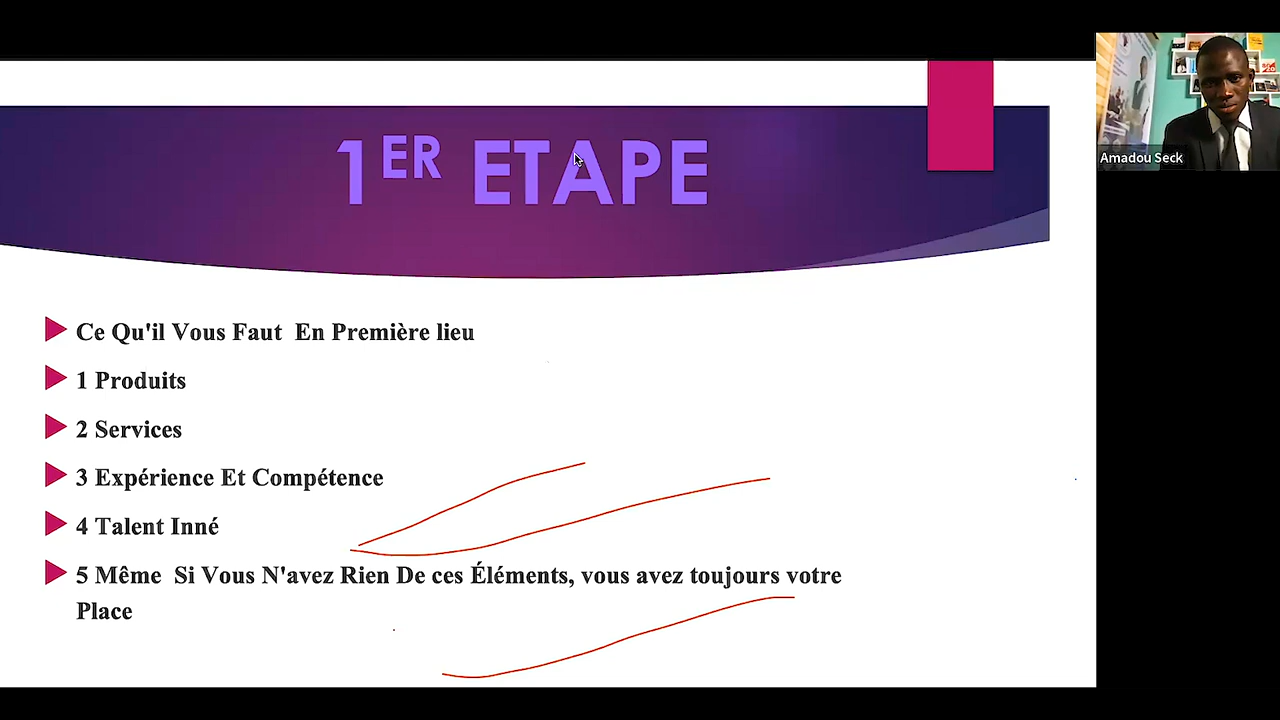 1ER ETAPE
Amadou Seck
Ce Qu'il Vous Faut En Première lieu
1 Produits
2 Services
3 Expérience Et Compétence
4 Talent Inné
5 Même Si Vous N'avez Rien De ces Éléments, vous avez toujours votre
Place